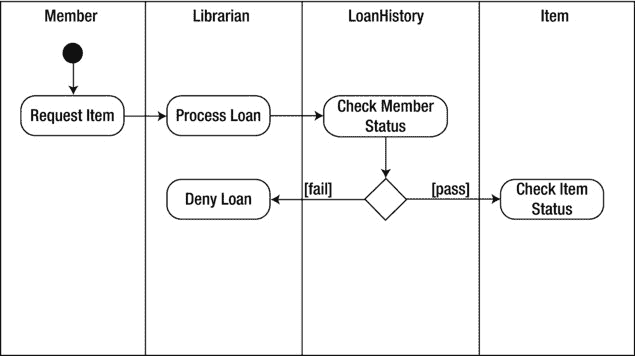 Member
Librarian
LoanHistory
Item
Request Item
Process Loan
Check Member
Status
Deny Loan
[fail]
[pass]
Check Item
Status